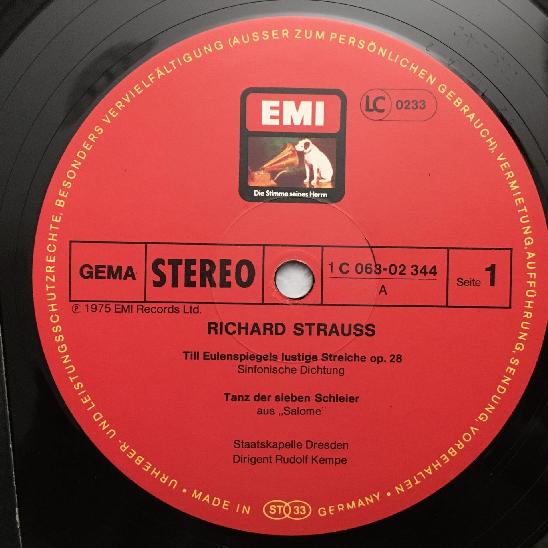 URHEBER- UND LEISTUNGSSCHUTZRECHTE, BESONDERS VERVIELFÄLTIGUNG (AUSSER ZUM PERSÖNLICHEN GEBRAUCH), VERMIETUNG, AUFFÜHRUNG, SENDUNG, VORBEHALTEN
EMI
LC 0233
Die Stimme seines Herrn
GEMA STEREO 1 C 063-02 344 Seite 1
A
℗ 1975 EMI Records Ltd.
RICHARD STRAUSS
Till Eulenspiegels lustige Streiche op. 28
Sinfonische Dichtung
Tanz der sieben Schleier
aus „Salome"
Staatskapelle Dresden
Dirigent Rudolf Kempe
• MADE IN ST 33 GERMANY •